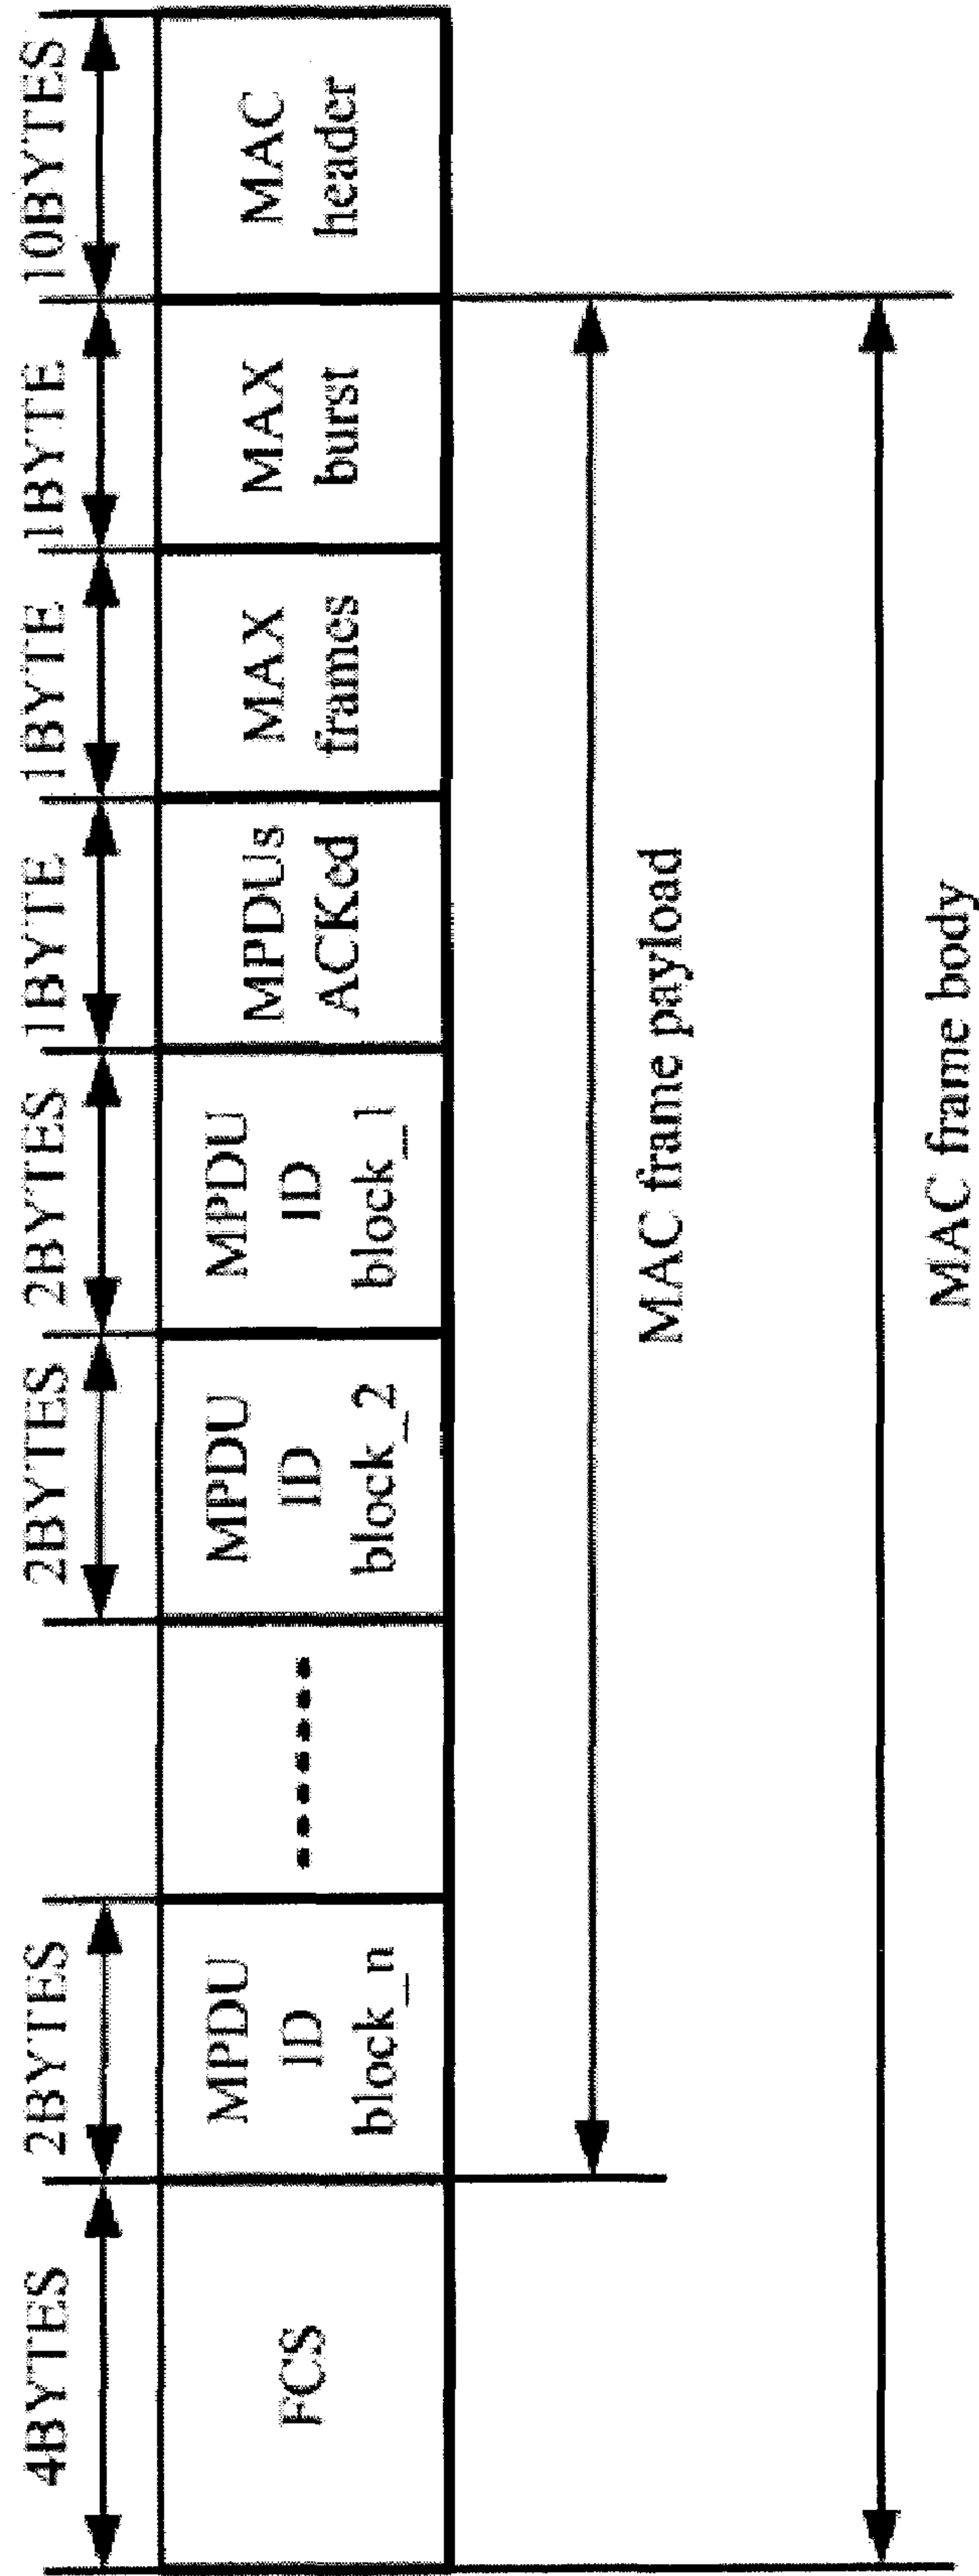 4BYTES
2BYTES
2BYTES
2BYTES
1BYTE
1BYTE
1BYTE
10BYTES
FCS
MPDU
ID
block_n
MPDU
ID
block_2
MPDU
ID
block_1
MPDUs
ACKed
MAX
frames
MAX
burst
MAC
header
MAC frame payload
MAC frame body